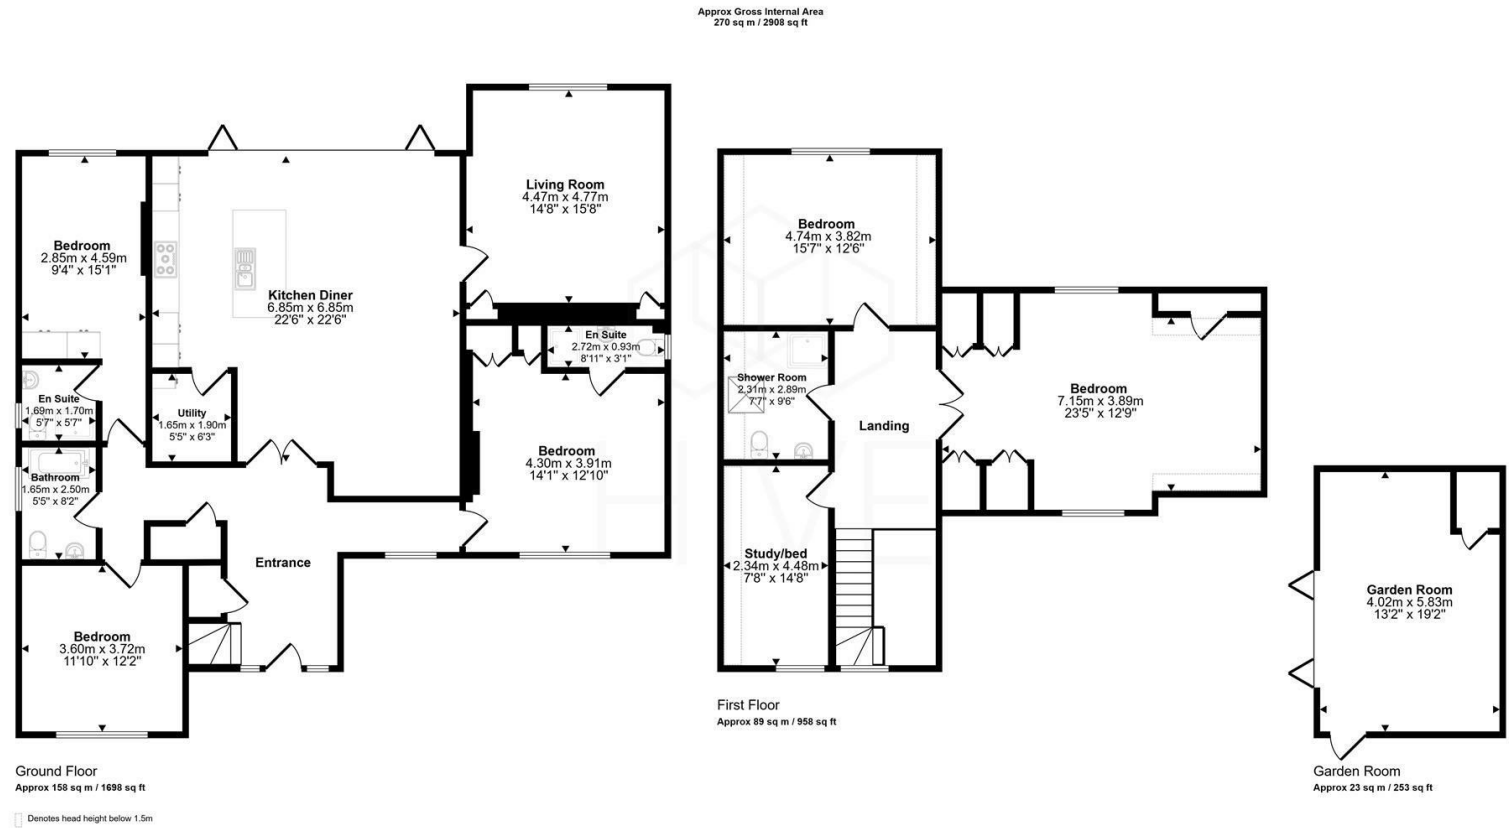 Approx Gross Internal Area
270 sq m / 2908 sq ft
Living Room
4.47m x 4.77m
14'8" x 15'8"
Bedroom
2.85m x 4.59m
9'4" x 15'1"
Kitchen Diner
6.85m x 6.85m
22'6" x 22'6"
En Suite
2.72m x 0.93m
8'11" x 3'1"
En Suite
1.69m x 1.70m
5'7" x 5'7"
Utility
1.65m x 1.90m
5'5" x 6'3"
Bedroom
4.30m x 3.91m
14'1" x 12'10"
Bathroom
1.65m x 2.50m
5'5" x 8'2"
Entrance
Bedroom
3.60m x 3.72m
11'10" x 12'2"
Ground Floor
Approx 158 sq m / 1698 sq ft
Denotes head height below 1.5m
Bedroom
4.74m x 3.82m
15'7" x 12'6"
Shower Room
2.31m x 2.89m
7'7" x 9'6"
Landing
Bedroom
7.15m x 3.89m
23'5" x 12'9"
Study/bed
2.34m x 4.48m
7'8" x 14'8"
First Floor
Approx 89 sq m / 958 sq ft
Garden Room
4.02m x 5.83m
13'2" x 19'2"
Garden Room
Approx 23 sq m / 253 sq ft
HIVE